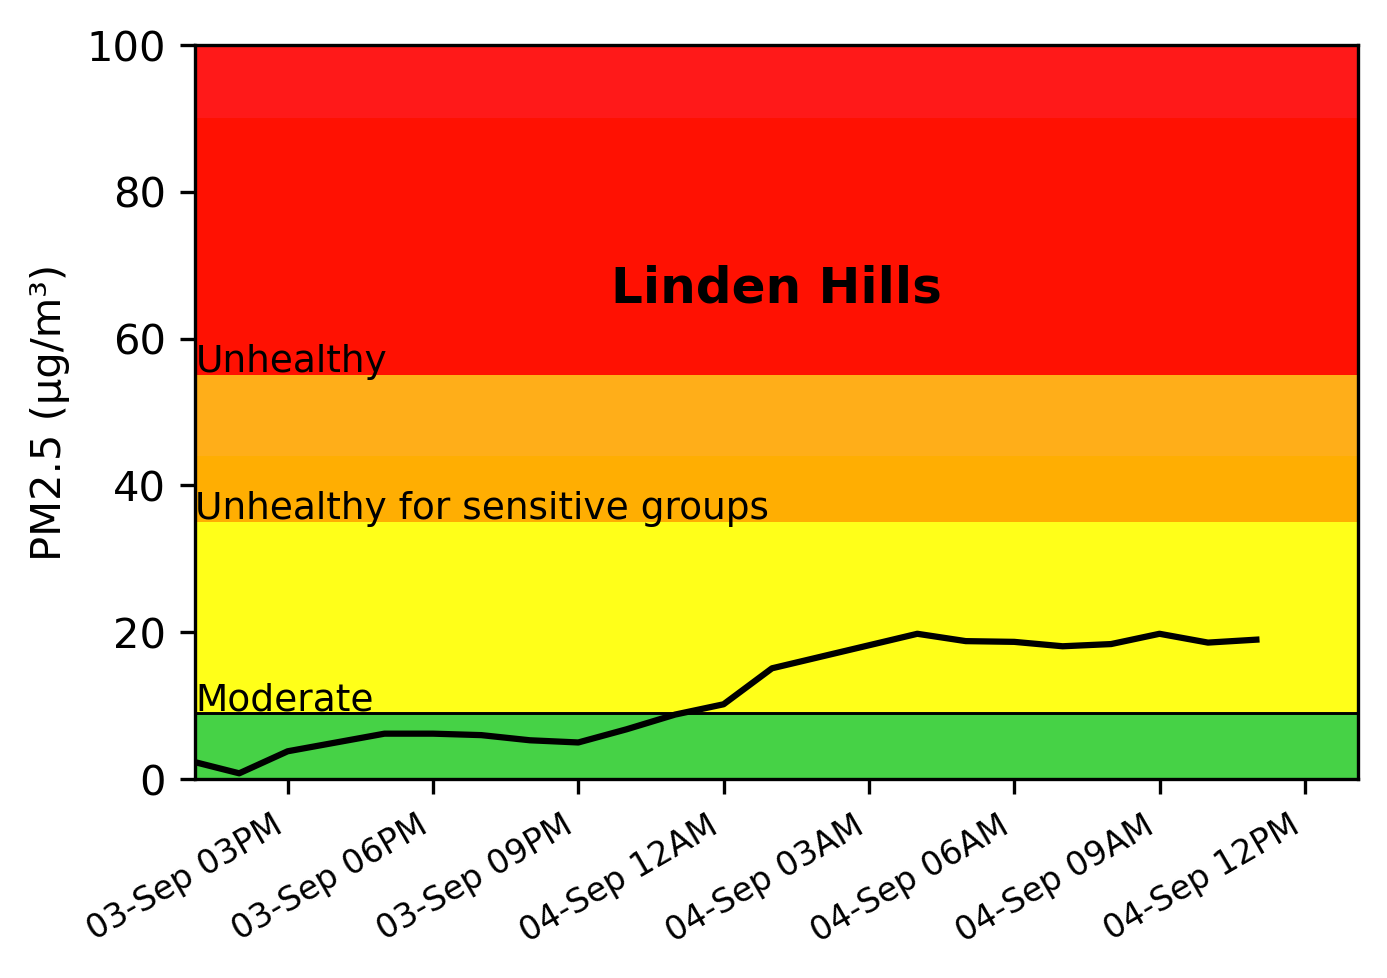 100
80
60
40
20
0
PM2.5 (µg/m³)
Linden Hills
Unhealthy
Unhealthy for sensitive groups
Moderate
03-Sep 03PM
03-Sep 06PM
03-Sep 09PM
04-Sep 12AM
04-Sep 03AM
04-Sep 06AM
04-Sep 09AM
04-Sep 12PM